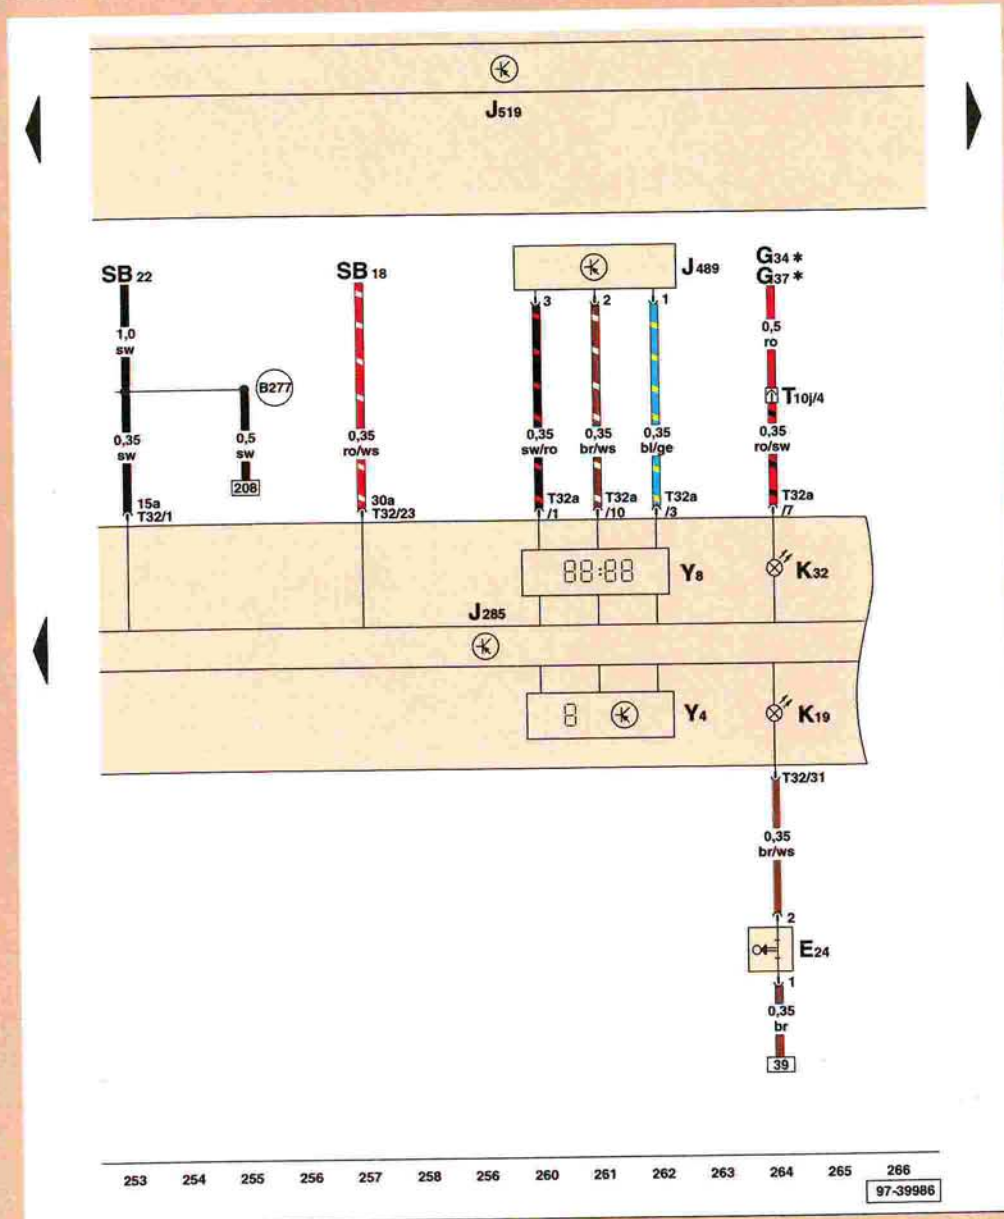 J519
SB 22
SB 18
J489
G34 *
G37 *
3 2 1
1,0
sw
0,5
ro
B277
T10j/4
0,35
sw
0,5
sw
0,35
ro/ws
0,35
sw/ro
0,35
br/ws
0,35
bl/ge
0,35
ro/sw
208
15a
T32/1
30a
T32/23
T32a
/1
T32a
/10
T32a
/3
T32a
/7
88:88
Y8
K32
J285
8
Y4
K19
T32/31
0,35
br/ws
2
E24
1
0,35
br
39
253 254 255 256 257 258 256 260 261 262 263 264 265 266
97-39986